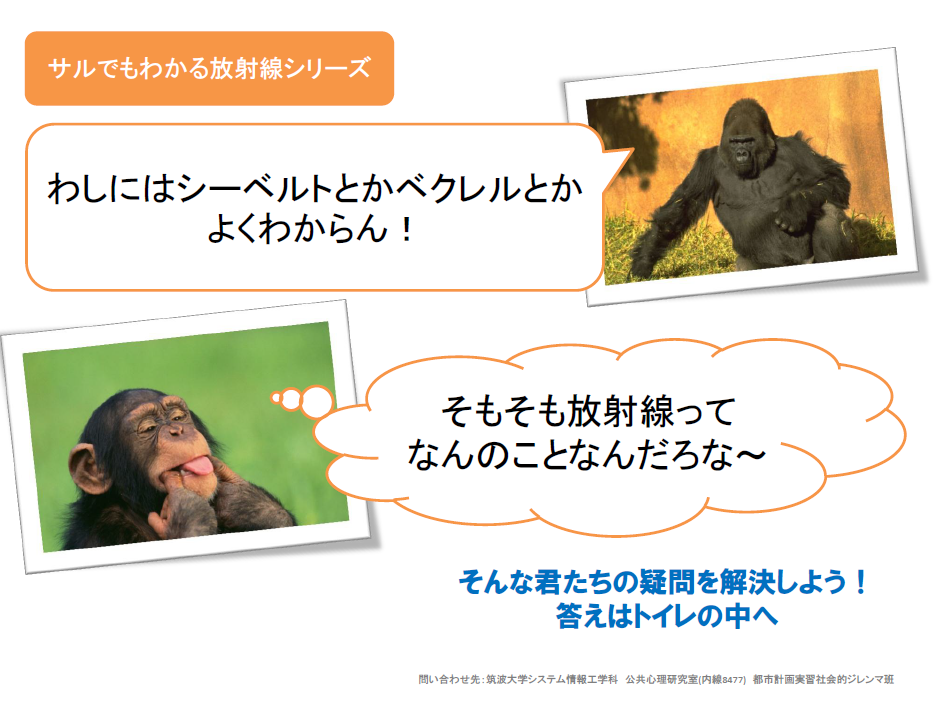 サルでもわかる放射線シリーズ
わしにはシーベルトとかベクレルとか
よくわからん！
そもそも放射線って
なんのことなんだろな～
そんな君たちの疑問を解決しよう！
答えはトイレの中へ
問い合わせ先：筑波大学システム情報工学科　公共心理研究室(内線8477)　都市計画実習社会的ジレンマ班